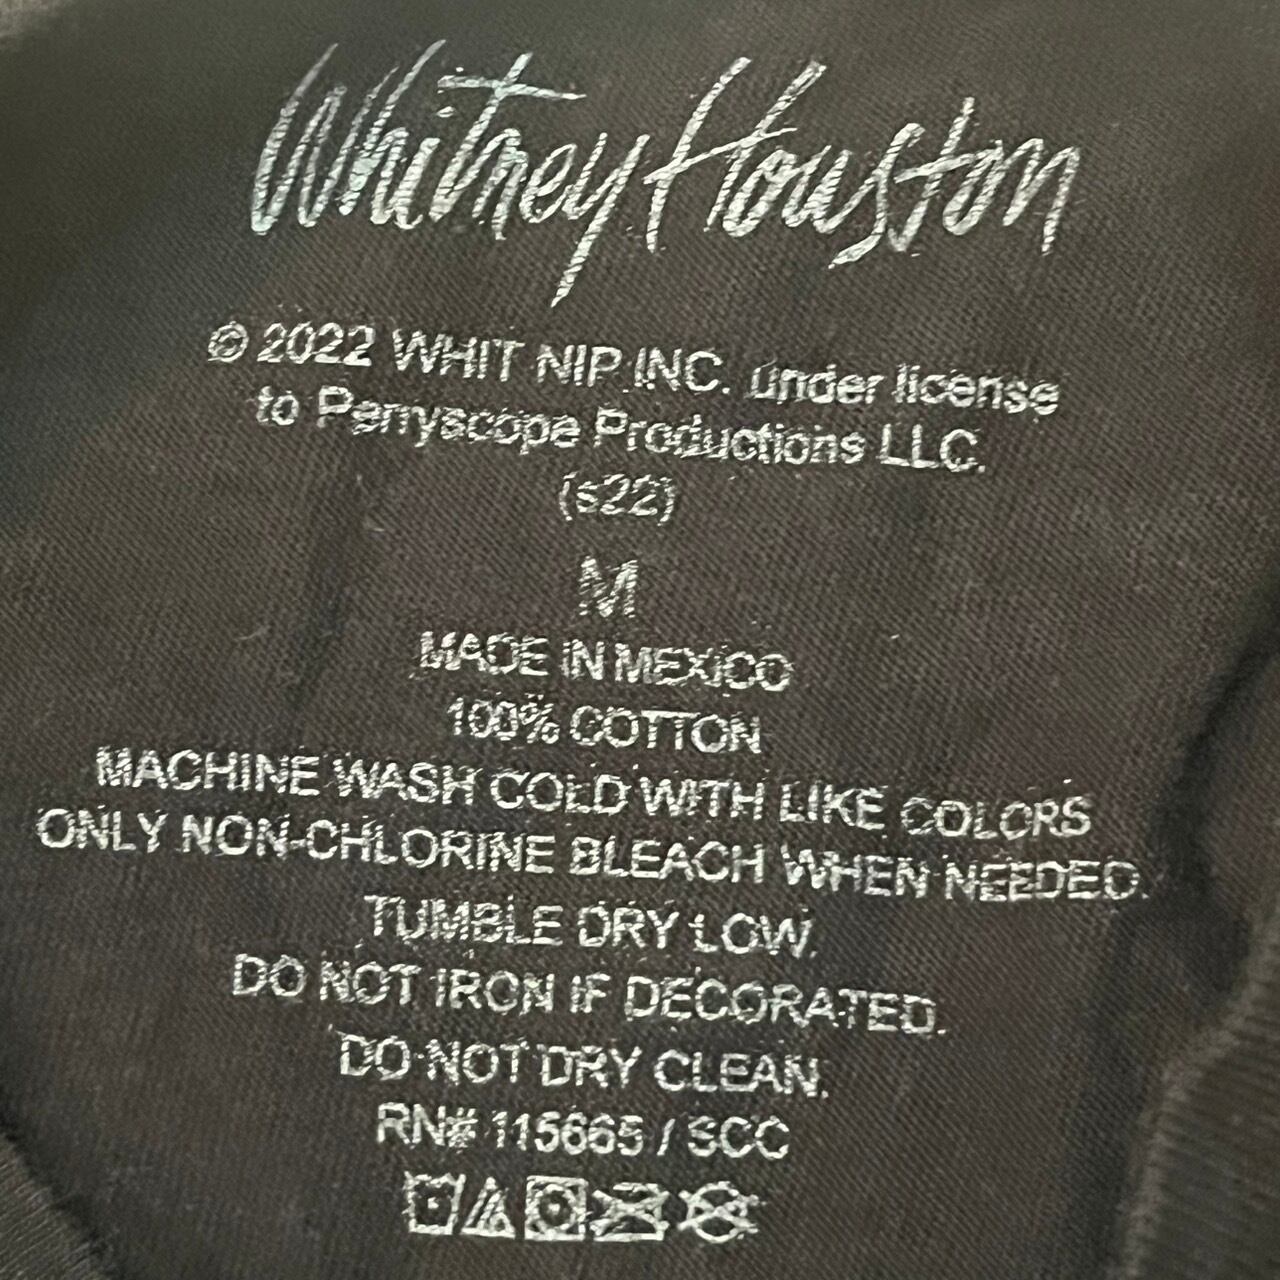 Whitney Houston
© 2022 WHIT NIP, INC. under license
to Perryscope Productions LLC.
(s22)
M
MADE IN MEXICO
100% COTTON
MACHINE WASH COLD WITH LIKE COLORS
ONLY NON-CHLORINE BLEACH WHEN NEEDED.
TUMBLE DRY LOW.
DO NOT IRON IF DECORATED.
DO NOT DRY CLEAN.
RN# 115665 / SCC